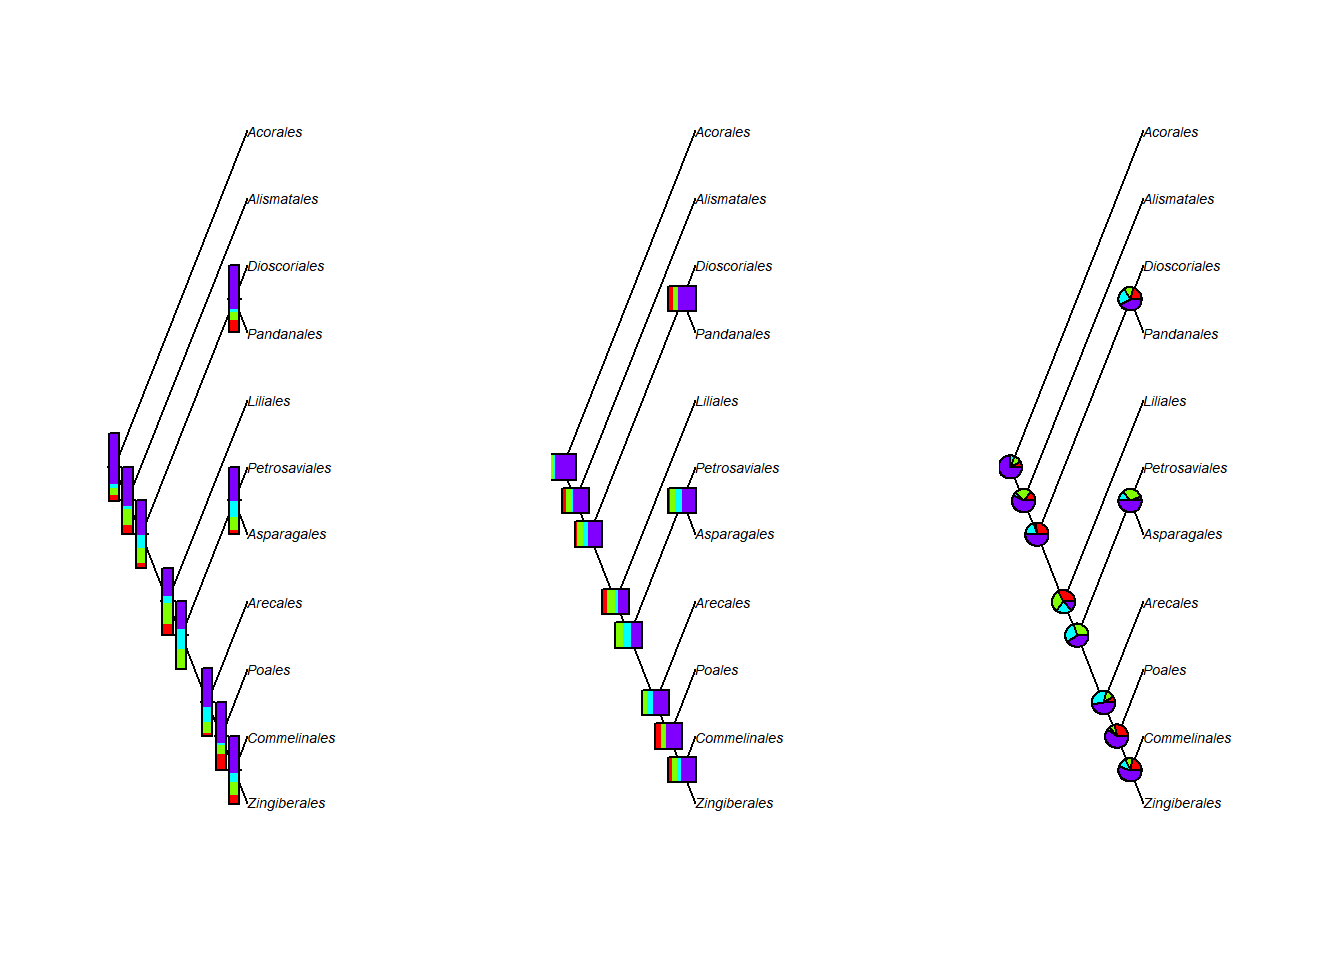 Acorales
Alismatales
Dioscoriales
Pandanales
Liliales
Petrosaviales
Asparagales
Arecales
Poales
Commelinales
Zingiberales
Acorales
Alismatales
Dioscoriales
Pandanales
Liliales
Petrosaviales
Asparagales
Arecales
Poales
Commelinales
Zingiberales
Acorales
Alismatales
Dioscoriales
Pandanales
Liliales
Petrosaviales
Asparagales
Arecales
Poales
Commelinales
Zingiberales